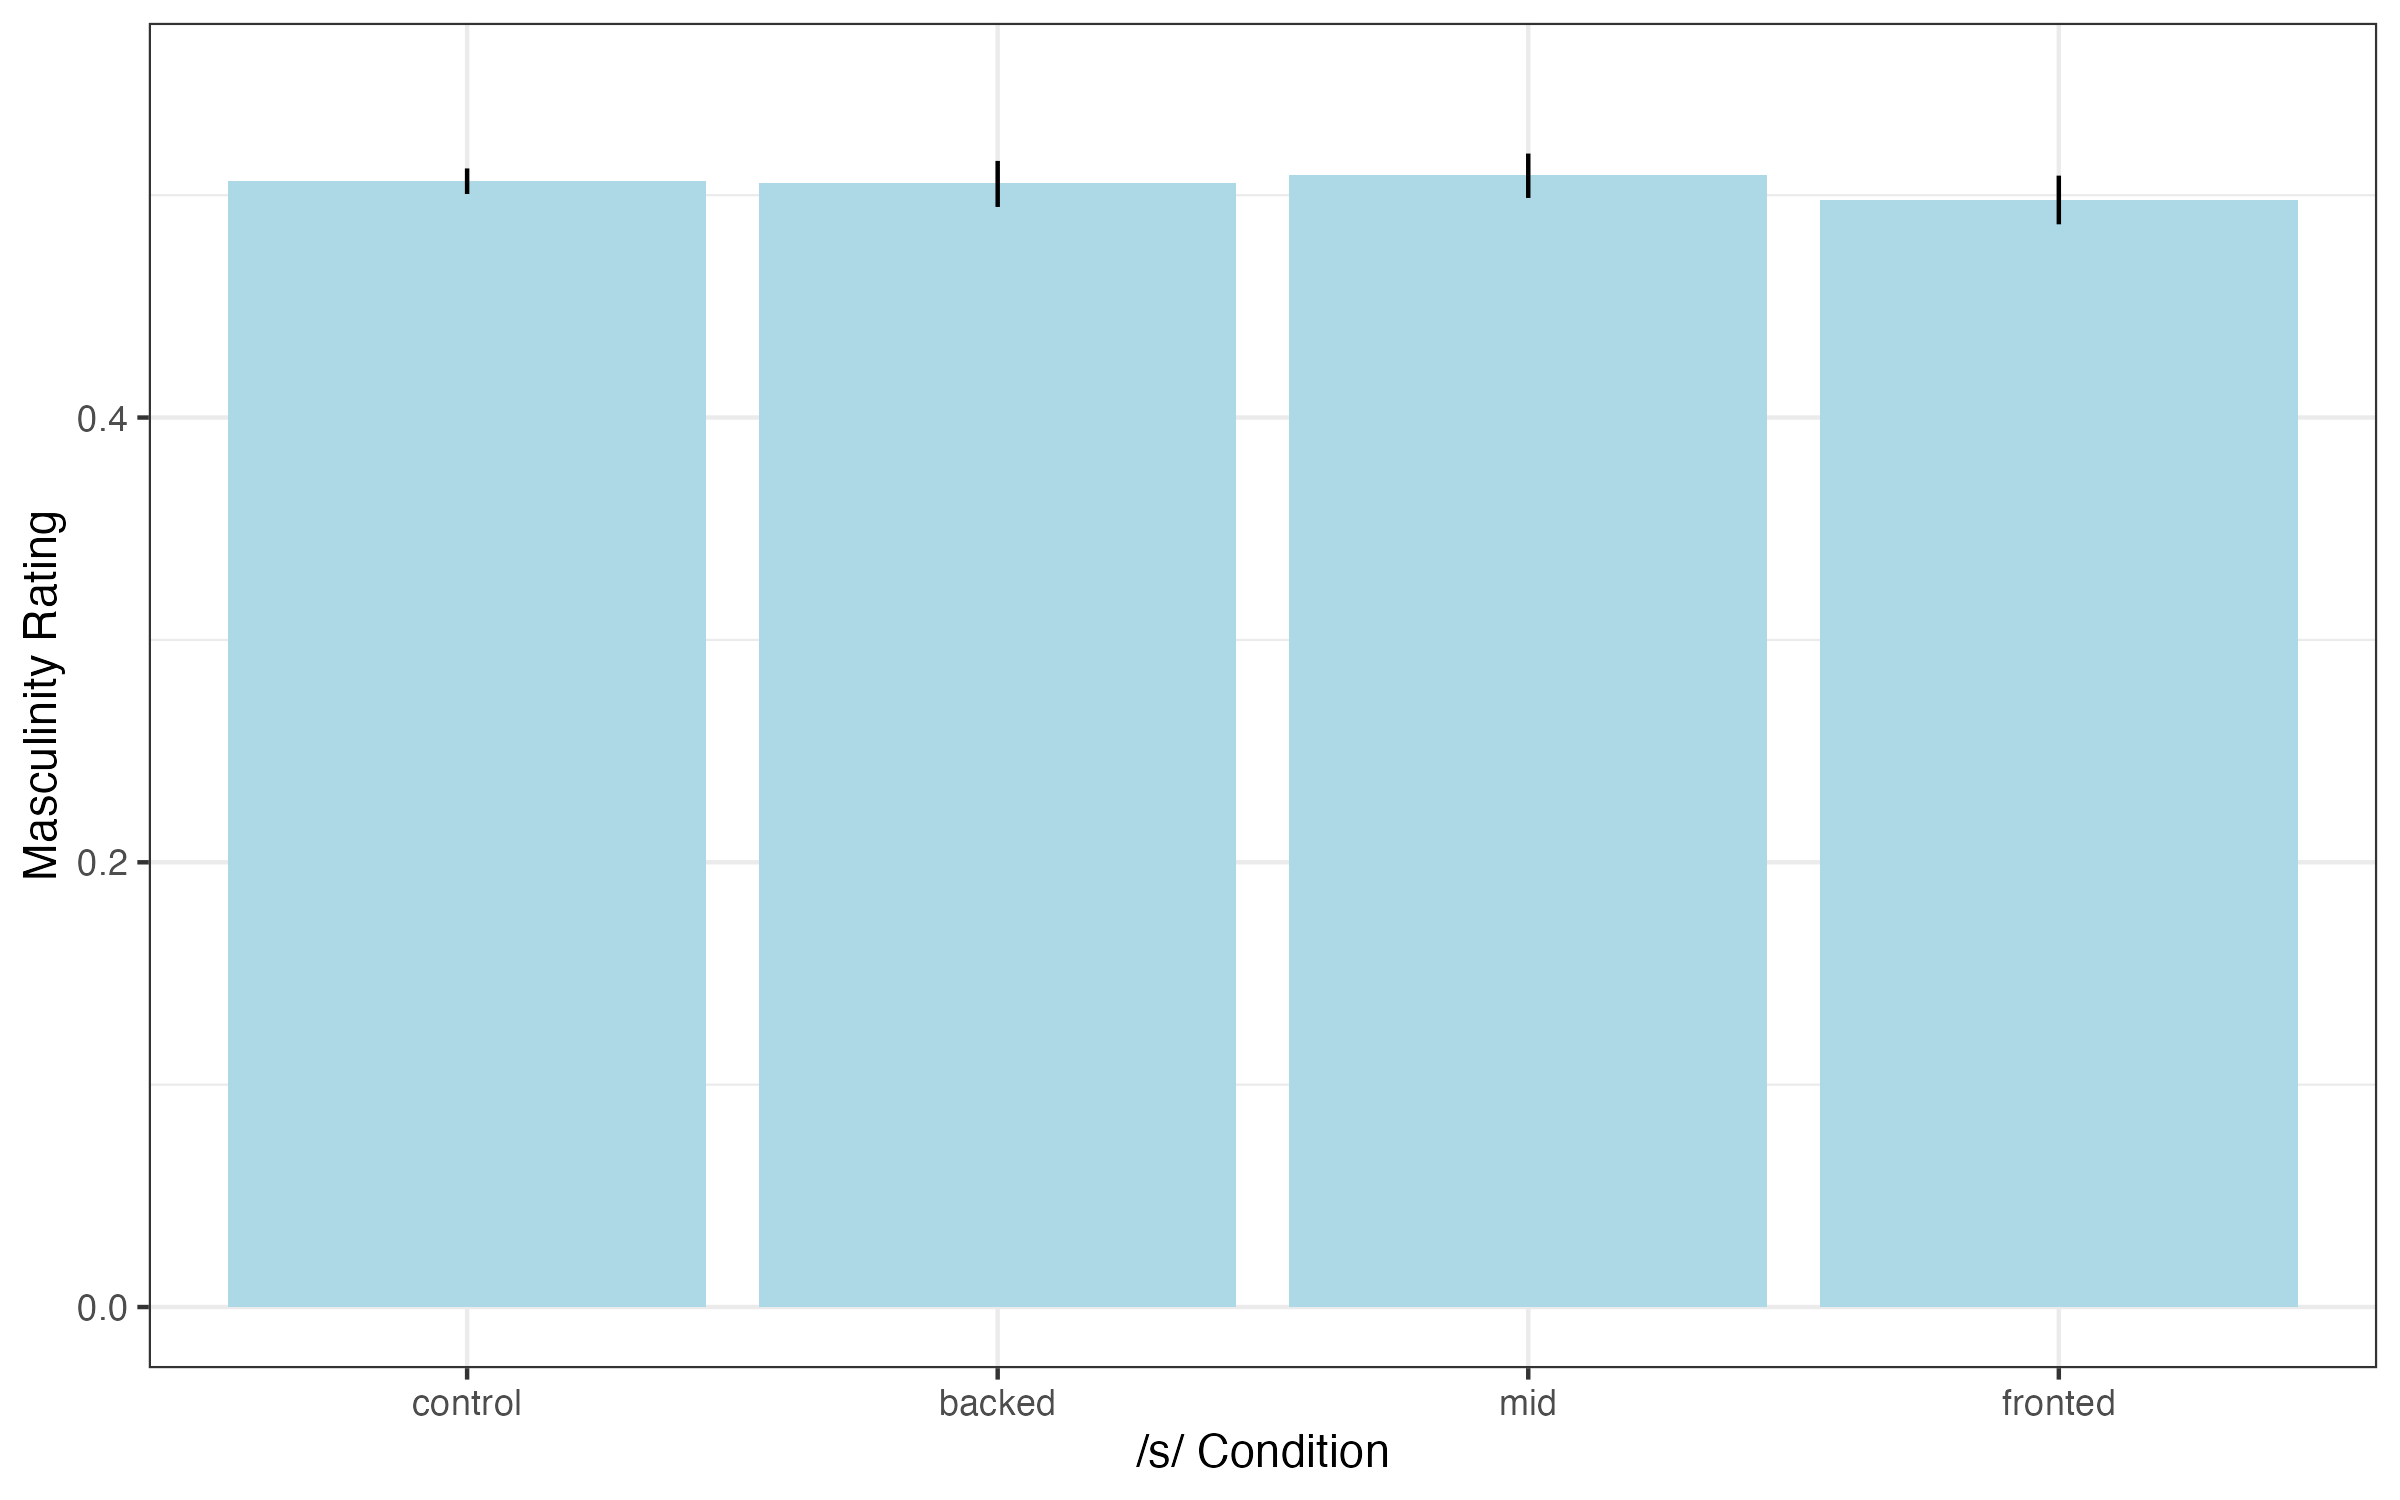 Masculinity Rating
0.4
0.2
0.0
control backed mid fronted
/s/ Condition